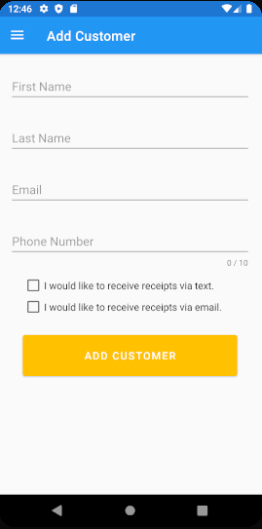 12:46
Add Customer
First Name
Last Name
Email
Phone Number
0 / 10
I would like to receive receipts via text.
I would like to receive receipts via email.
ADD CUSTOMER